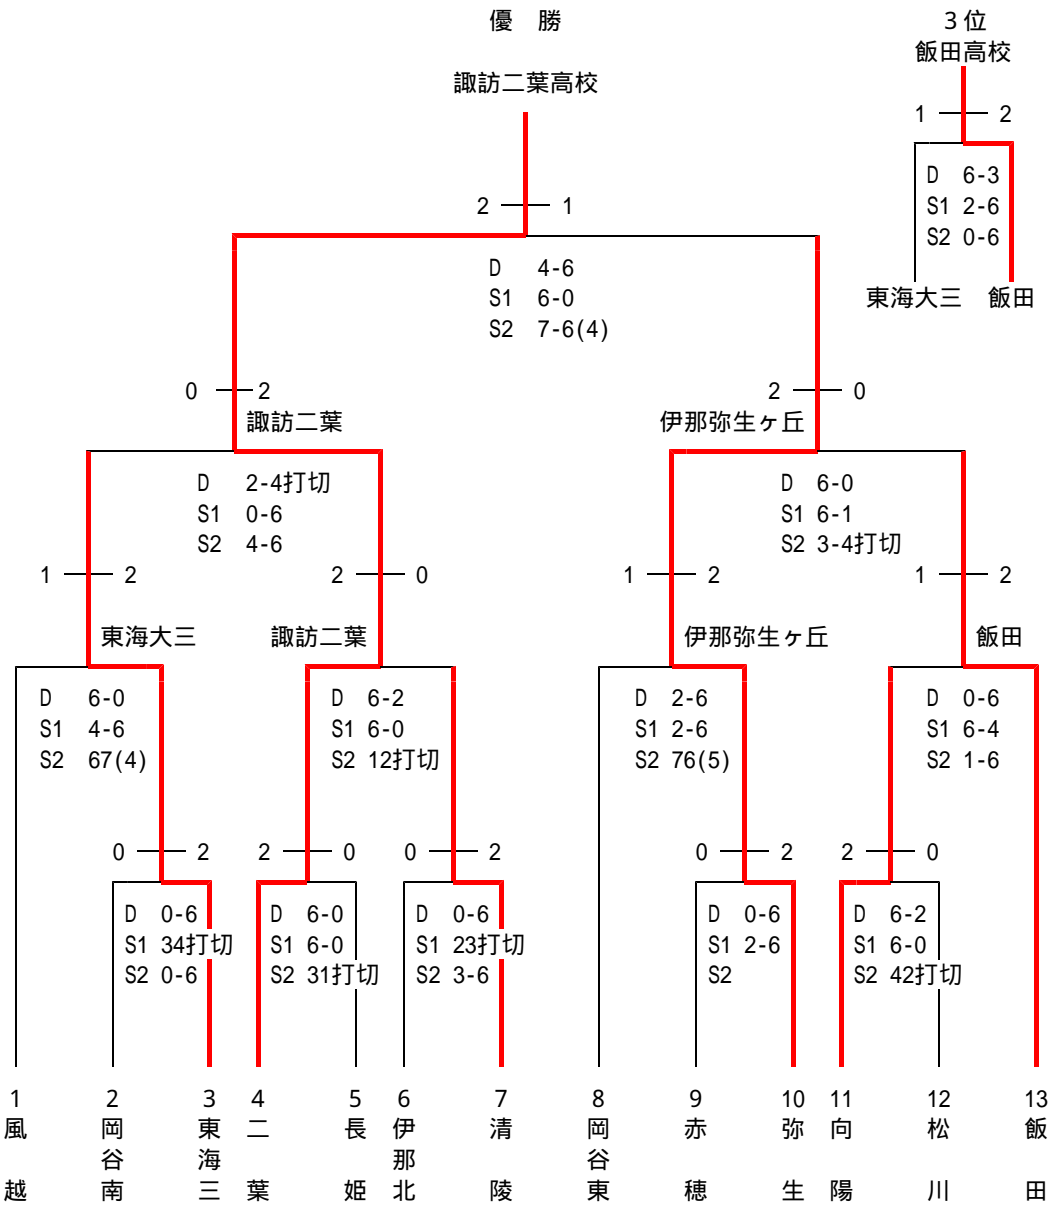 優 勝
諏訪二葉高校
3位
飯田高校
1 2
D 6-3
S1 2-6
S2 0-6
東海大三 飯田
2 1
D 4-6
S1 6-0
S2 7-6(4)
0 2
諏訪二葉
2 0
伊那弥生ヶ丘
D 2-4打切
S1 0-6
S2 4-6
D 6-0
S1 6-1
S2 3-4打切
1 2
東海大三
2 0
諏訪二葉
1 2
伊那弥生ヶ丘
1 2
飯田
D 6-0
S1 4-6
S2 67(4)
D 6-2
S1 6-0
S2 12打切
D 2-6
S1 2-6
S2 76(5)
D 0-6
S1 6-4
S2 1-6
0 2
D 0-6
S1 34打切
S2 0-6
2 0
D 6-0
S1 6-0
S2 31打切
0 2
D 0-6
S1 23打切
S2 3-6
0 2
D 0-6
S1 2-6
S2
2 0
D 6-2
S1 6-0
S2 42打切
1
風越
2
岡谷南
3
東海三
4
二葉
5
長姫
6
伊那北
7
清陵
8
岡谷東
9
赤穂
10
弥生
11
向陽
12
松川
13
飯田